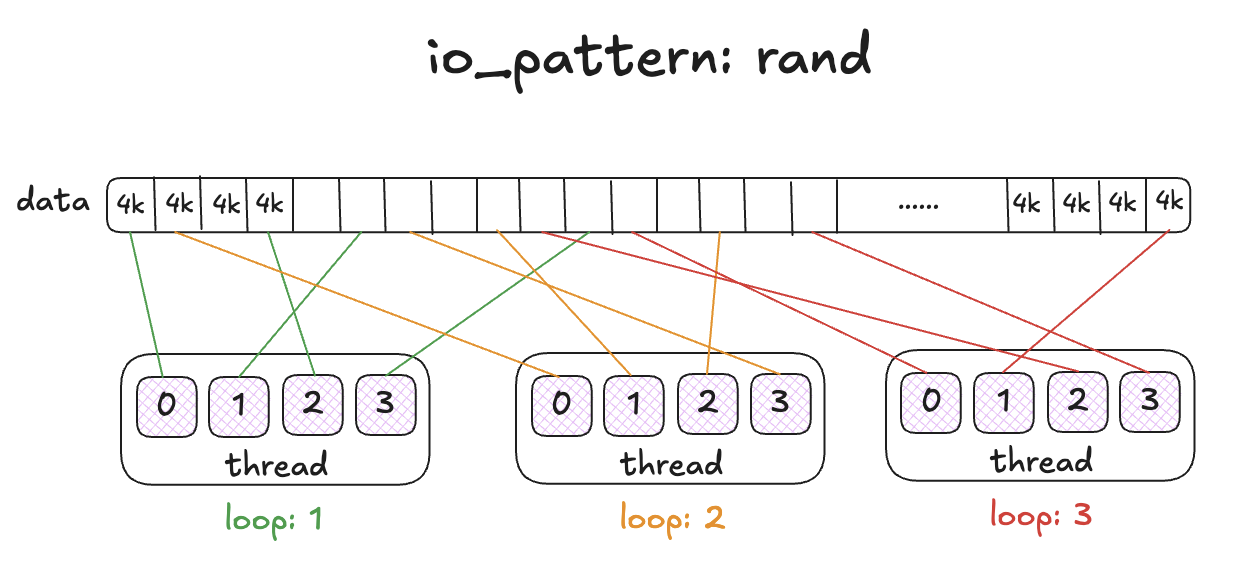 io_pattern: rand
data 4k 4k 4k 4k ...... 4k 4k 4k 4k
0 1 2 3 0 1 2 3 0 1 2 3
thread thread thread
loop: 1 loop: 2 loop: 3